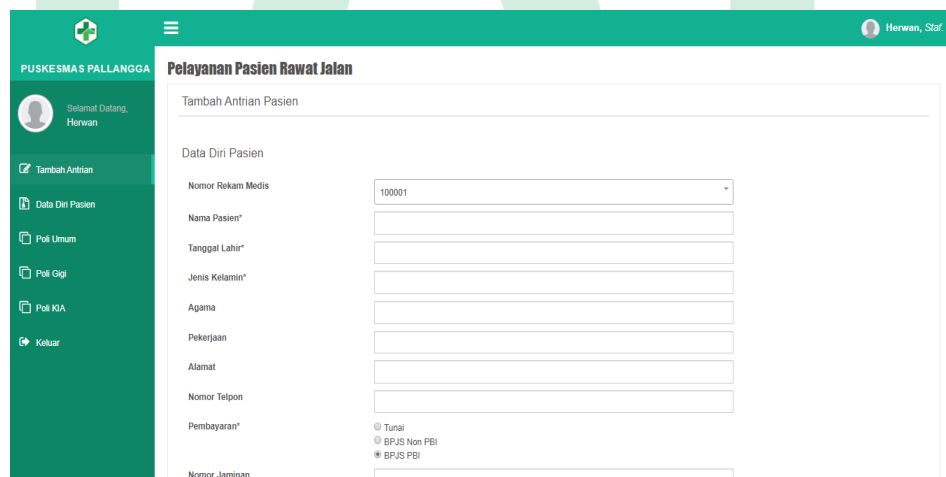 Herwan, Staf.
PUSKESMAS PALLANGGA
Selamat Datang,
Herwan
Tambah Antrian
Data Diri Pasien
Poli Umum
Poli Gigi
Poli KIA
Keluar
Pelayanan Pasien Rawat Jalan
Tambah Antrian Pasien
Data Diri Pasien
Nomor Rekam Medis
100001
Nama Pasien*
Tanggal Lahir*
Jenis Kelamin*
Agama
Pekerjaan
Alamat
Nomor Telpon
Pembayaran*
Tunai
BPJS Non PBI
BPJS PBI
Nomor Jaminan